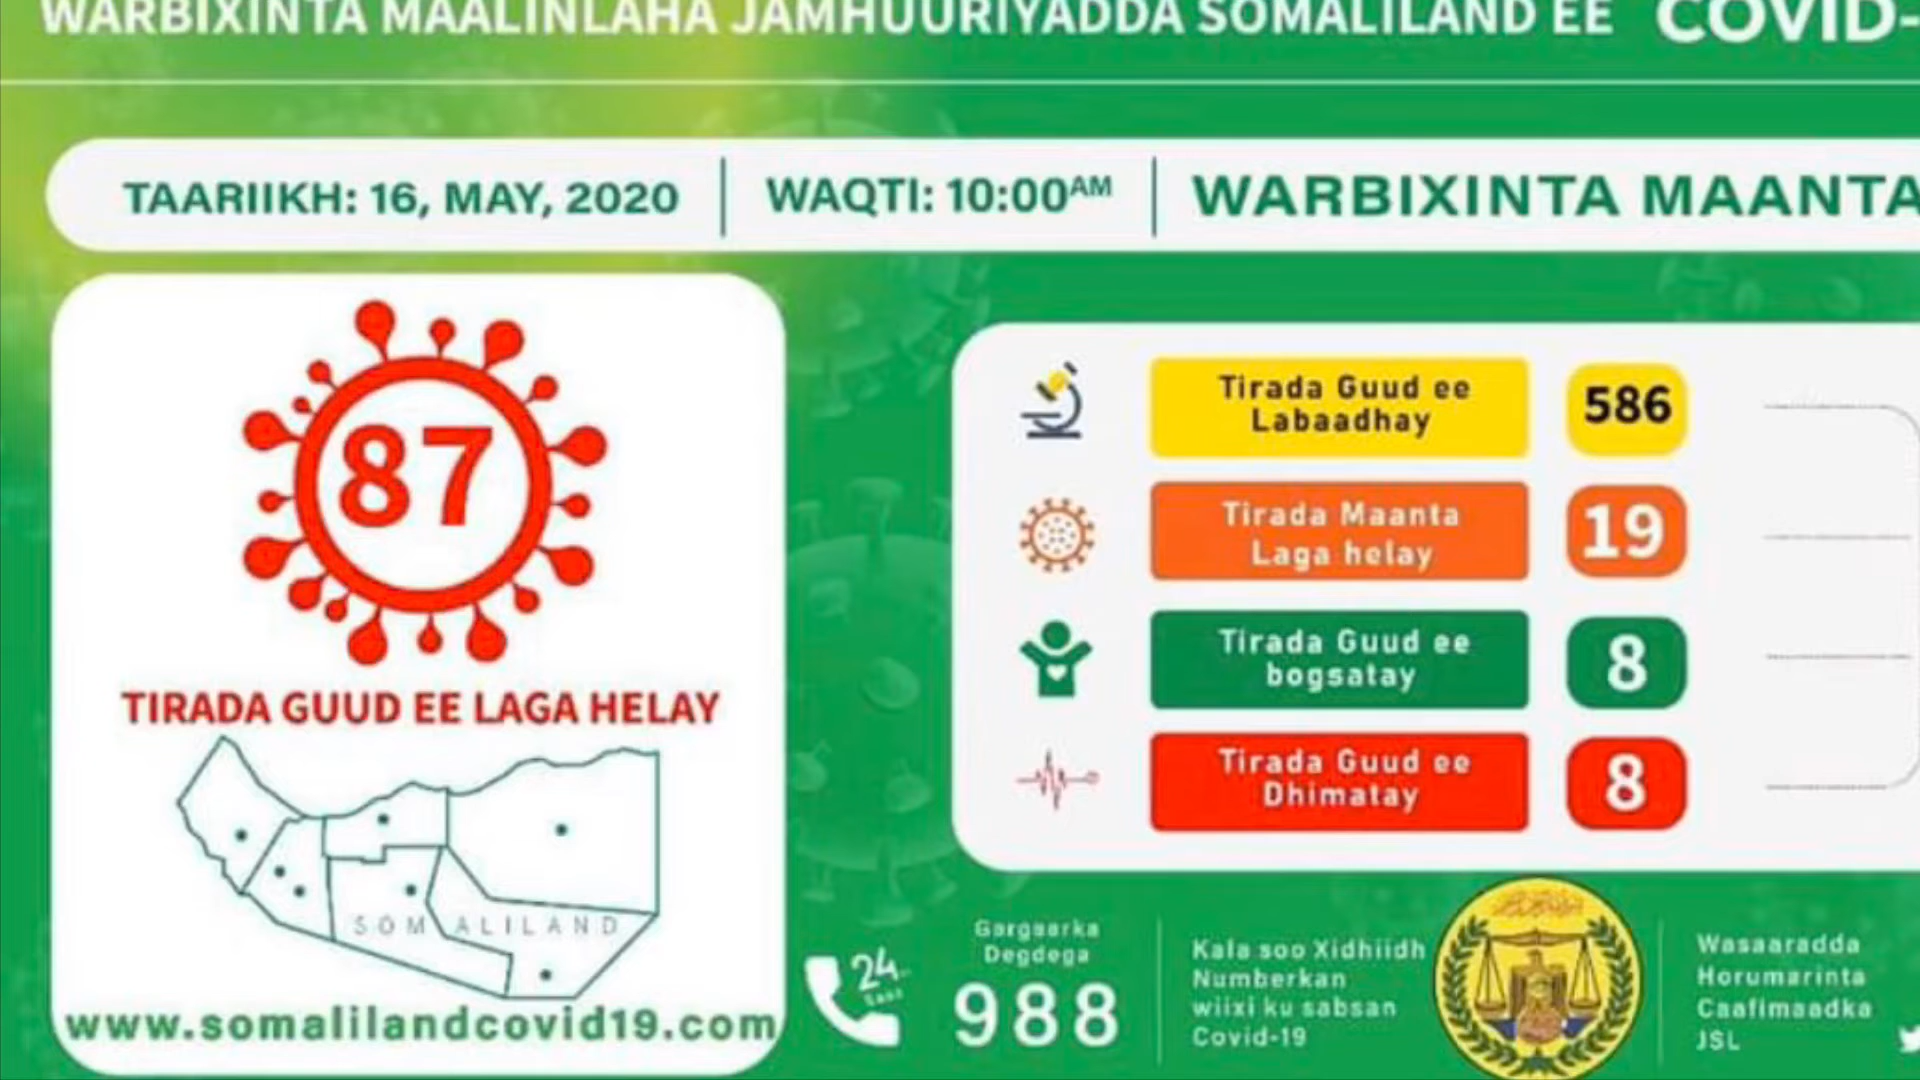 WARBIXINTA MAALINLAHA JAMHUURIYADDA SOMALILAND EE COVID-
TAARIIKH: 16, MAY, 2020
WAQTI: 10:00AM
WARBIXINTA MAANTA
87
TIRADA GUUD EE LAGA HELAY
SOMALILAND
www.somalilandcovid19.com
Tirada Guud ee
Labaadhay
586
Tirada Maanta
Laga helay
19
Tirada Guud ee
bogsatay
8
Tirada Guud ee
Dhimatay
8
24
Saac
Gargaarka
Degdega
988
Kala soo Xidhiidh
Numberkan
wiixi ku sabsan
Covid-19
Wasaaradda
Horumarinta
Caafimaadka
JSL